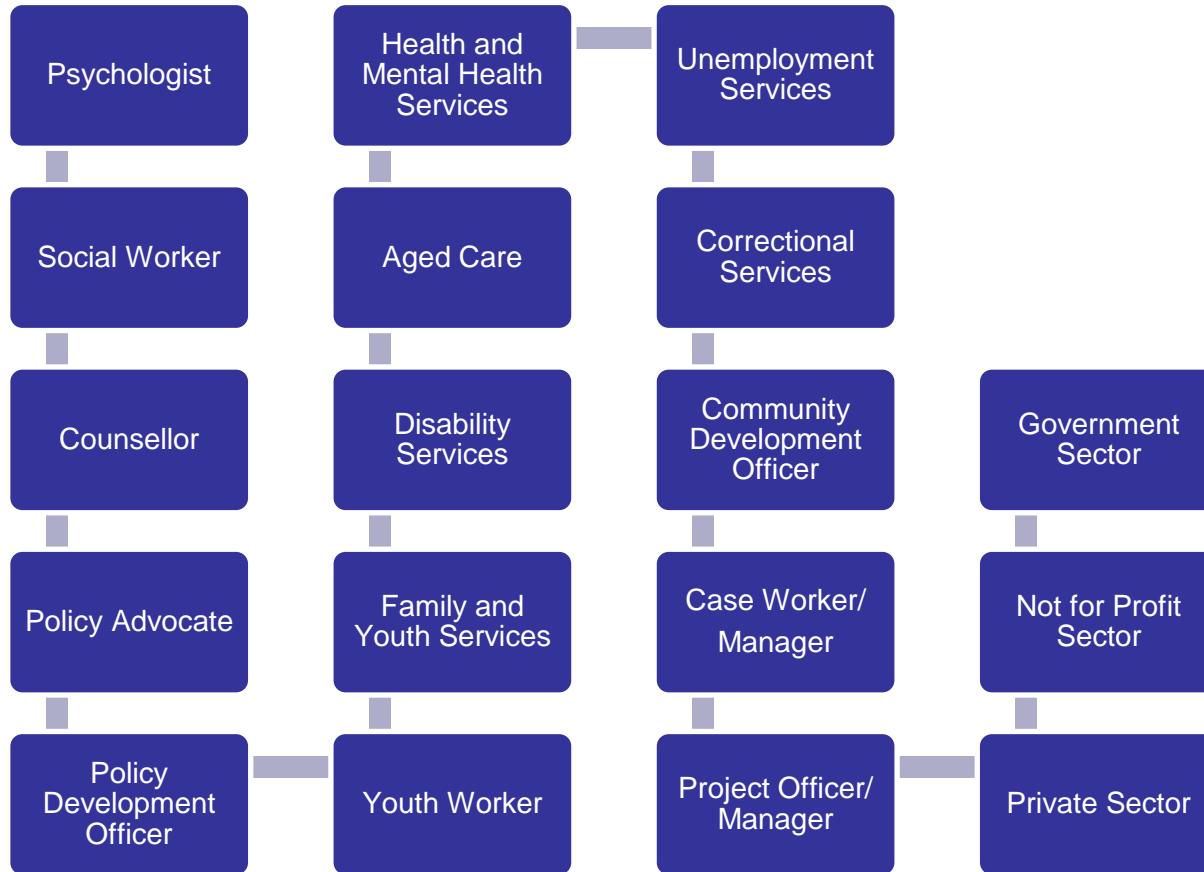 Psychologist
Social Worker
Counsellor
Policy Advocate
Policy
Development
Officer
Youth Worker
Family and
Youth Services
Disability
Services
Aged Care
Health and
Mental Health
Services
Unemployment
Services
Correctional
Services
Community
Development
Officer
Case Worker/
Manager
Project Officer/
Manager
Private Sector
Not for Profit
Sector
Government
Sector